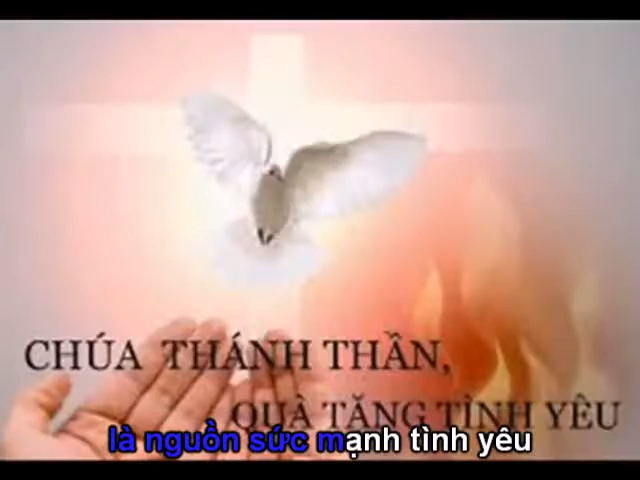 CHÚA THÁNH THẦN,
QUÀ TẶNG TÌNH YÊU
là nguồn sức mạnh tình yêu